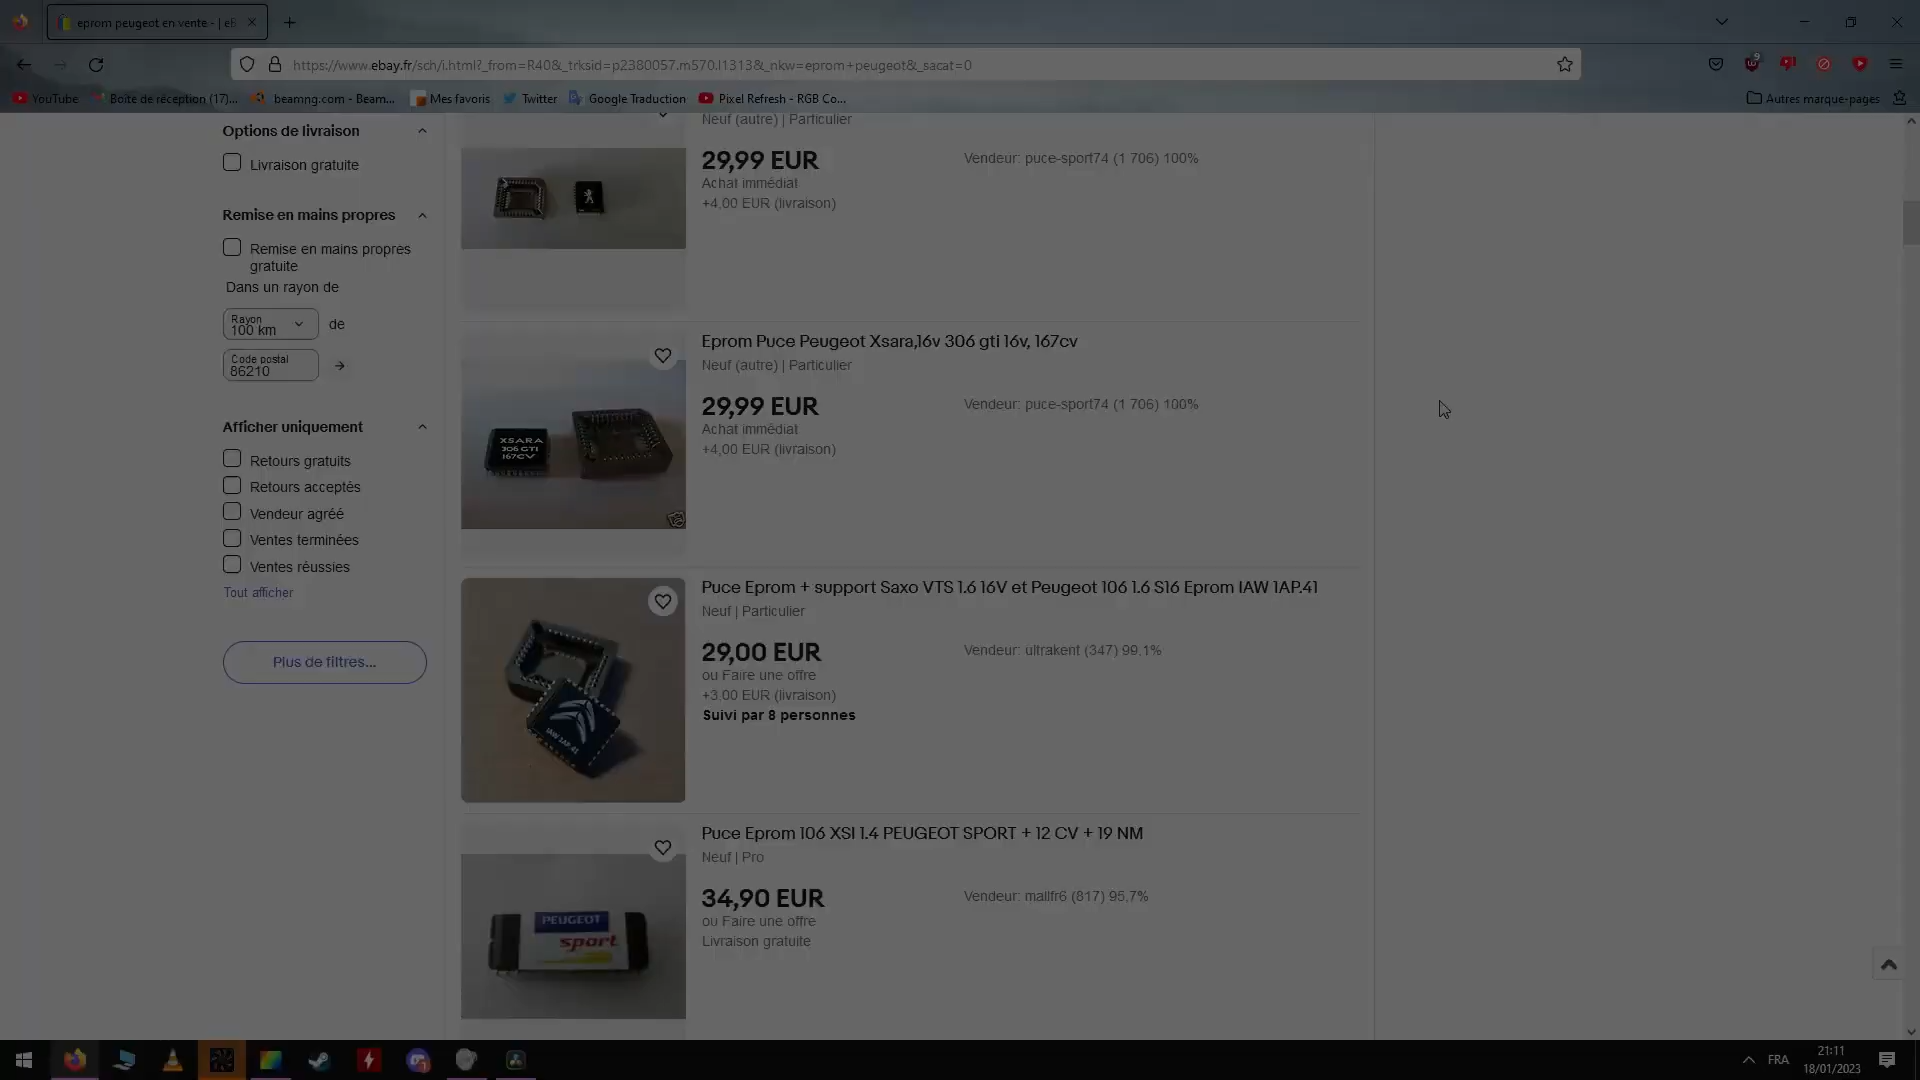 eprom peugeot en vente - | eB
https://www.ebay.fr/sch/i.html?_from=R40&_trksid=p2380057.m570.l1313&_nkw=eprom+peugeot&_sacat=0
9
YouTube
Boîte de réception (17)...
beamng.com - Beam...
Mes favoris
Twitter
Google Traduction
Pixel Refresh - RGB Co...
Autres marque-pages
Options de livraison
Livraison gratuite
Remise en mains propres
Remise en mains propres
gratuite
Dans un rayon de
Rayon
100 km
de
Code postal
86210
Afficher uniquement
Retours gratuits
Retours acceptés
Vendeur agréé
Ventes terminées
Ventes réussies
Tout afficher
Plus de filtres...
Neuf (autre) | Particulier
29,99 EUR
Achat immédiat
+4,00 EUR (livraison)
Vendeur: puce-sport74 (1 706) 100%
XSARA
306 GTI
167CV
Eprom Puce Peugeot Xsara,16v 306 gti 16v, 167cv
Neuf (autre) | Particulier
29,99 EUR
Achat immédiat
+4,00 EUR (livraison)
Vendeur: puce-sport74 (1 706) 100%
IAW 1AP.41
Puce Eprom + support Saxo VTS 1.6 16V et Peugeot 106 1.6 S16 Eprom IAW 1AP.41
Neuf | Particulier
29,00 EUR
ou Faire une offre
+3,00 EUR (livraison)
Suivi par 8 personnes
Vendeur: ultrakent (347) 99,1%
PEUGEOT
sport
Puce Eprom 106 XSI 1.4 PEUGEOT SPORT + 12 CV + 19 NM
Neuf | Pro
34,90 EUR
ou Faire une offre
Livraison gratuite
Vendeur: mallfr6 (817) 95,7%
FRA
21:11
18/01/2023